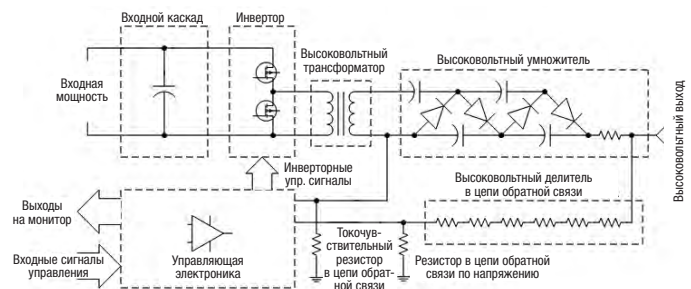 Входной каскад
Инвертор
Высоковольтный
трансформатор
Высоковольтный умножитель
Входная
мощность
Высоковольтный выход
Инверторные
упр. сигналы
Высоковольтный делитель
в цепи обратной связи
Выходы
на монитор
Входные сигналы
управления
Управляющая
электроника
Токочув-
ствительный
резистор
в цепи обрат-
ной связи
Резистор в цепи обратной
связи по напряжению